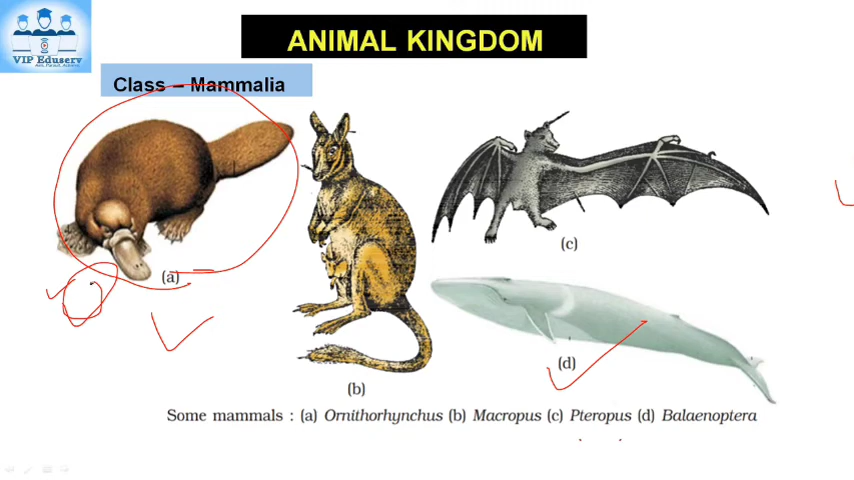 VIP Eduserv
ANIMAL KINGDOM
Class – Mammalia
(a)
(b)
(c)
(d)
Some mammals : (a) Ornithorhynchus (b) Macropus (c) Pteropus (d) Balaenoptera